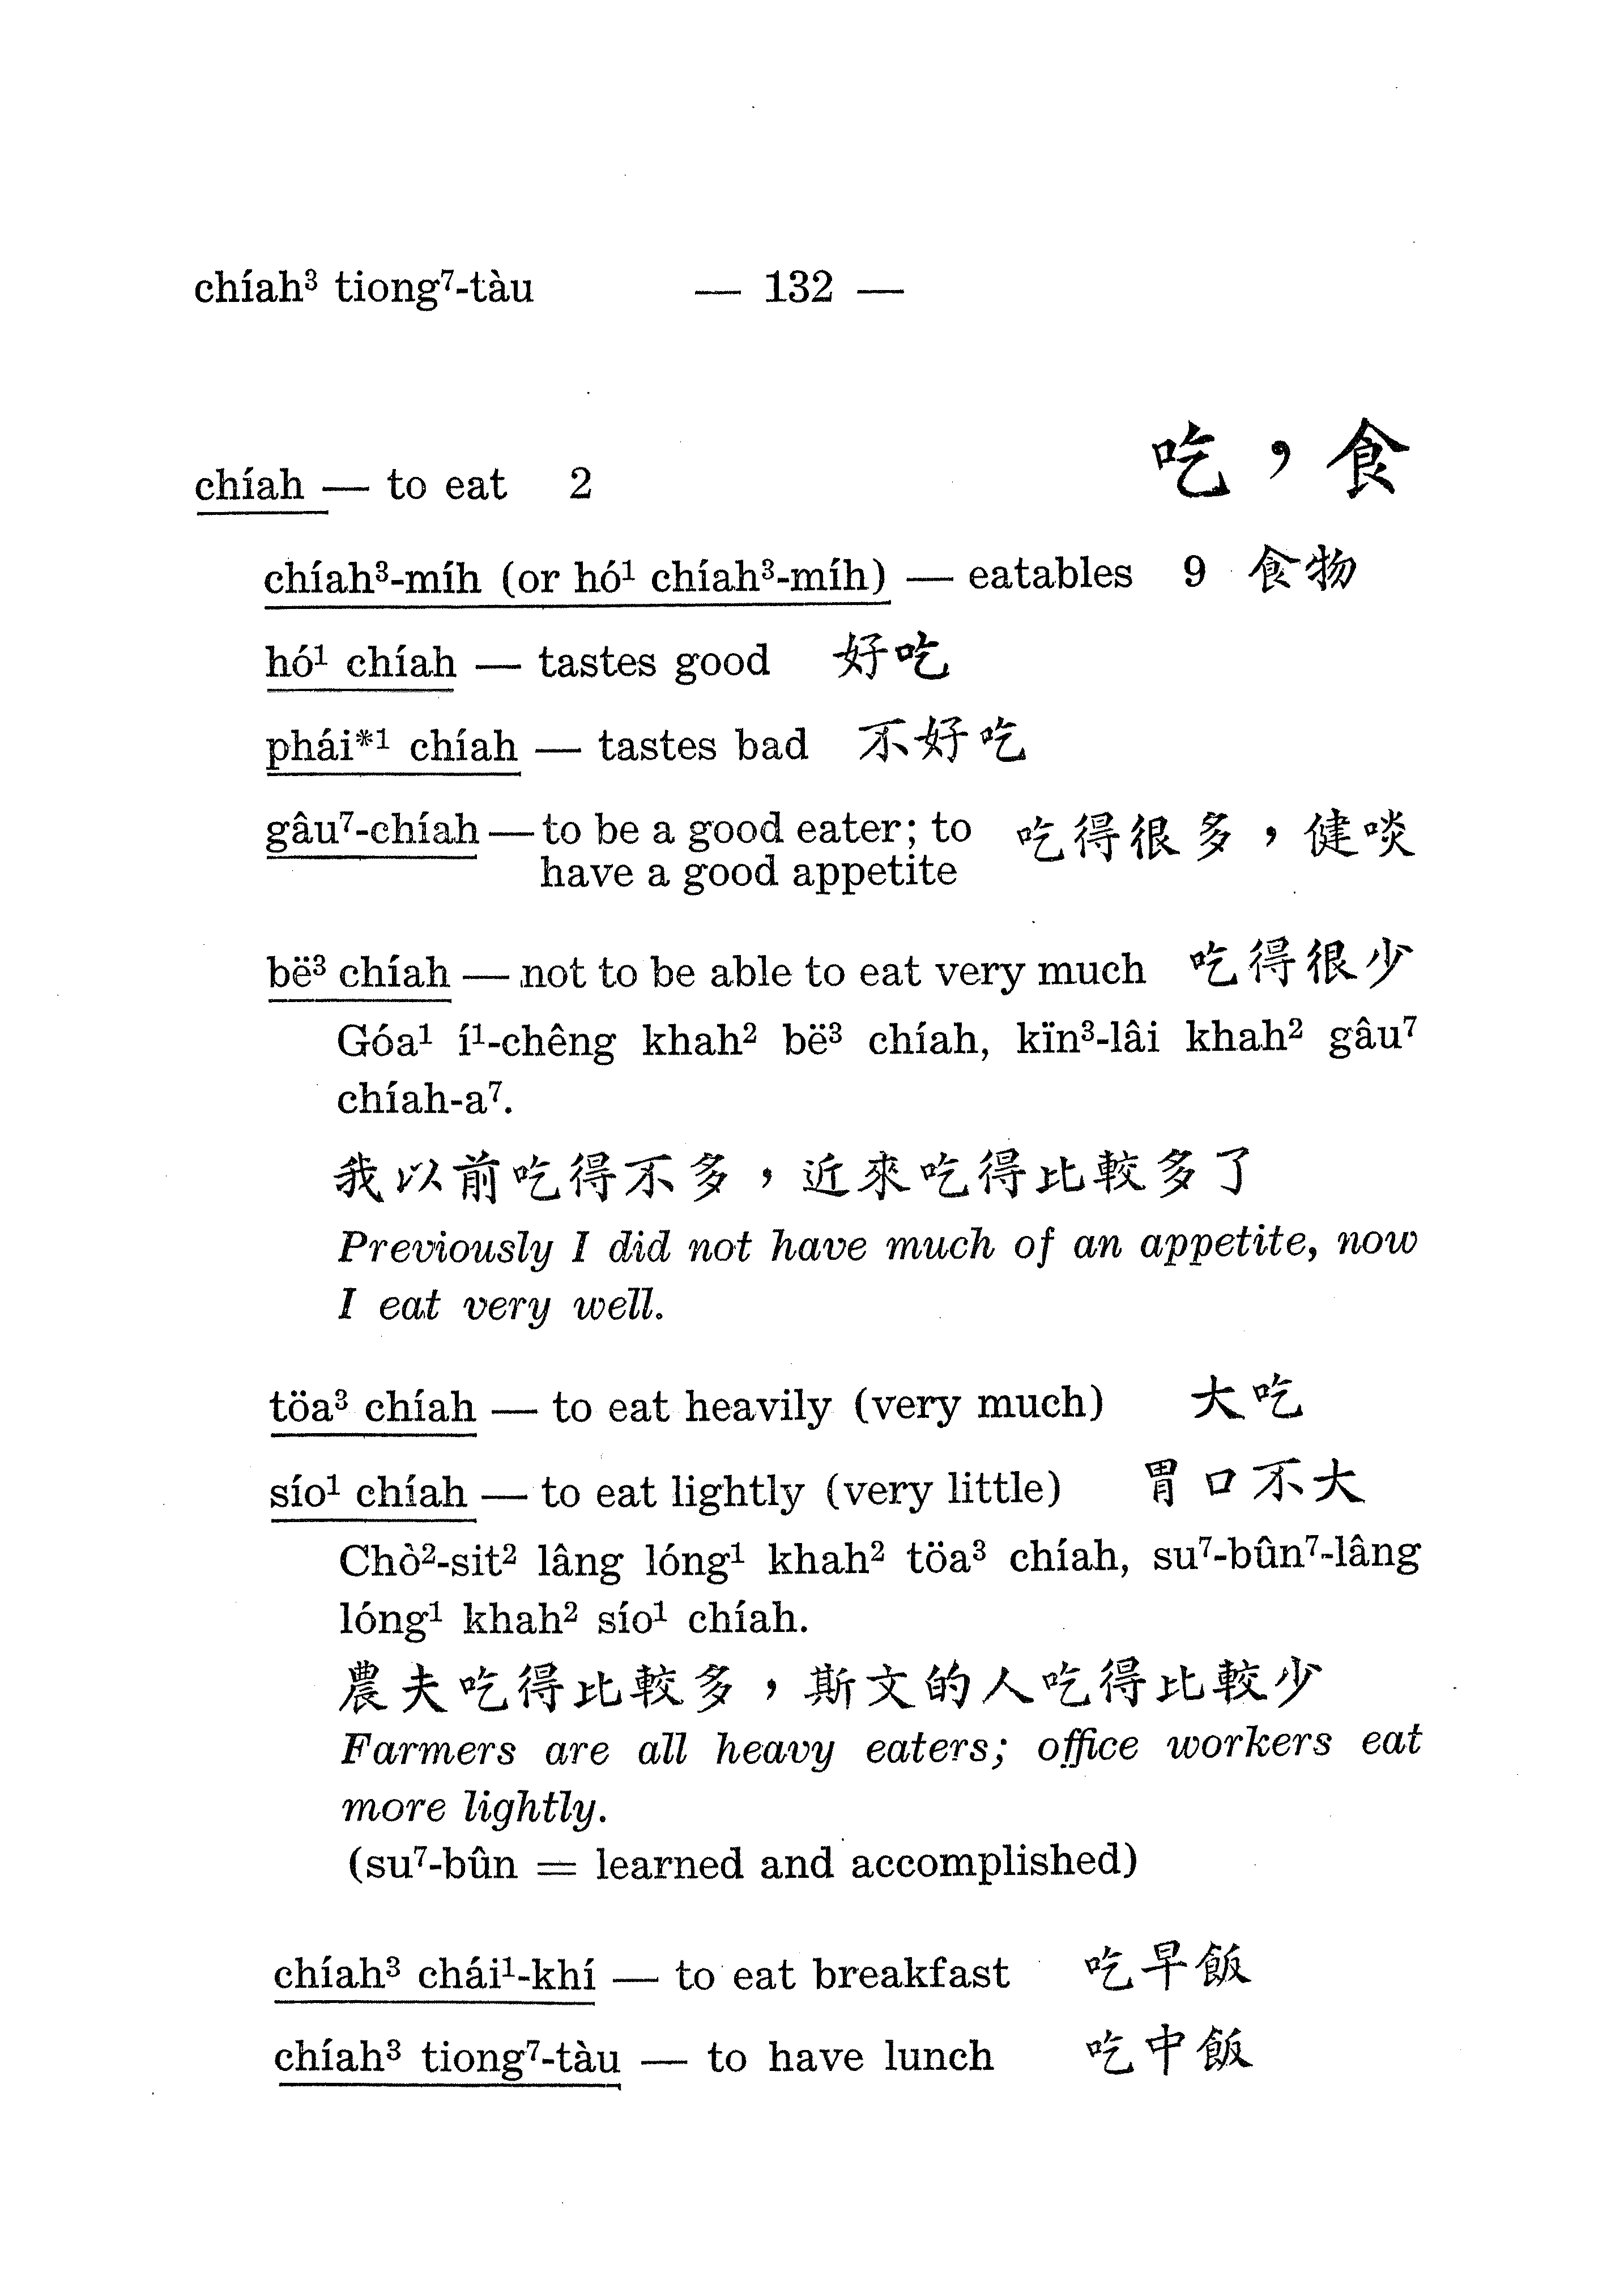 chíah³ tiong⁷-tàu — 132 —
chíah — to eat 2 吃，食
chíah³-míh (or hó¹ chíah³-míh) — eatables 9 食物
hó¹ chíah — tastes good 好吃
phái*¹ chíah — tastes bad 不好吃
gâu⁷-chíah — to be a good eater; to 吃得很多，健啖
have a good appetite
bë³ chíah — not to be able to eat very much 吃得很少
Góa¹ í¹-chêng khah² bë³ chíah, kïn³-lâi khah² gâu⁷
chíah-a⁷.
我以前吃得不多，近來吃得比較多了
Previously I did not have much of an appetite, now
I eat very well.
töa³ chíah — to eat heavily (very much) 大吃
sío¹ chíah — to eat lightly (very little) 胃口不大
Chò²-sit² lâng lóng¹ khah² töa³ chíah, su⁷-bûn⁷-lâng
lóng¹ khah² sío¹ chíah.
農夫吃得比較多，斯文的人吃得比較少
Farmers are all heavy eaters; office workers eat
more lightly.
(su⁷-bûn = learned and accomplished)
chíah³ chái¹-khí — to eat breakfast 吃早飯
chíah³ tiong⁷-tàu — to have lunch 吃中飯